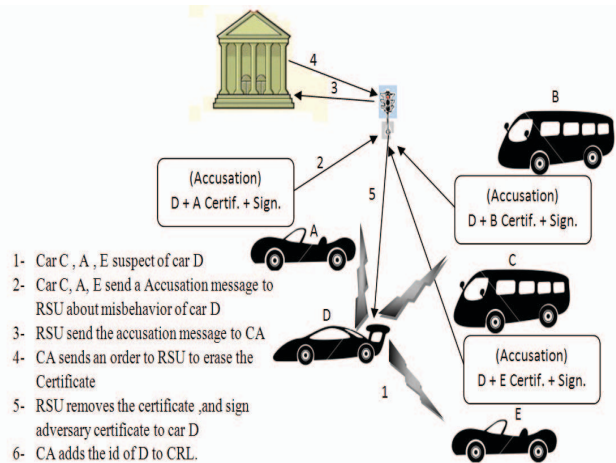 4
3
B
2
(Accusation)
D + A Certif. + Sign.
5
(Accusation)
D + B Certif. + Sign.
A
1- Car C , A , E suspect of car D
2- Car C, A, E send a Accusation message to
RSU about misbehavior of car D
3- RSU send the accusation message to CA
4- CA sends an order to RSU to erase the
Certificate
5- RSU removes the certificate ,and sign
adversary certificate to car D
6- CA adds the id of D to CRL.
C
D
(Accusation)
D + E Certif. + Sign.
1
E